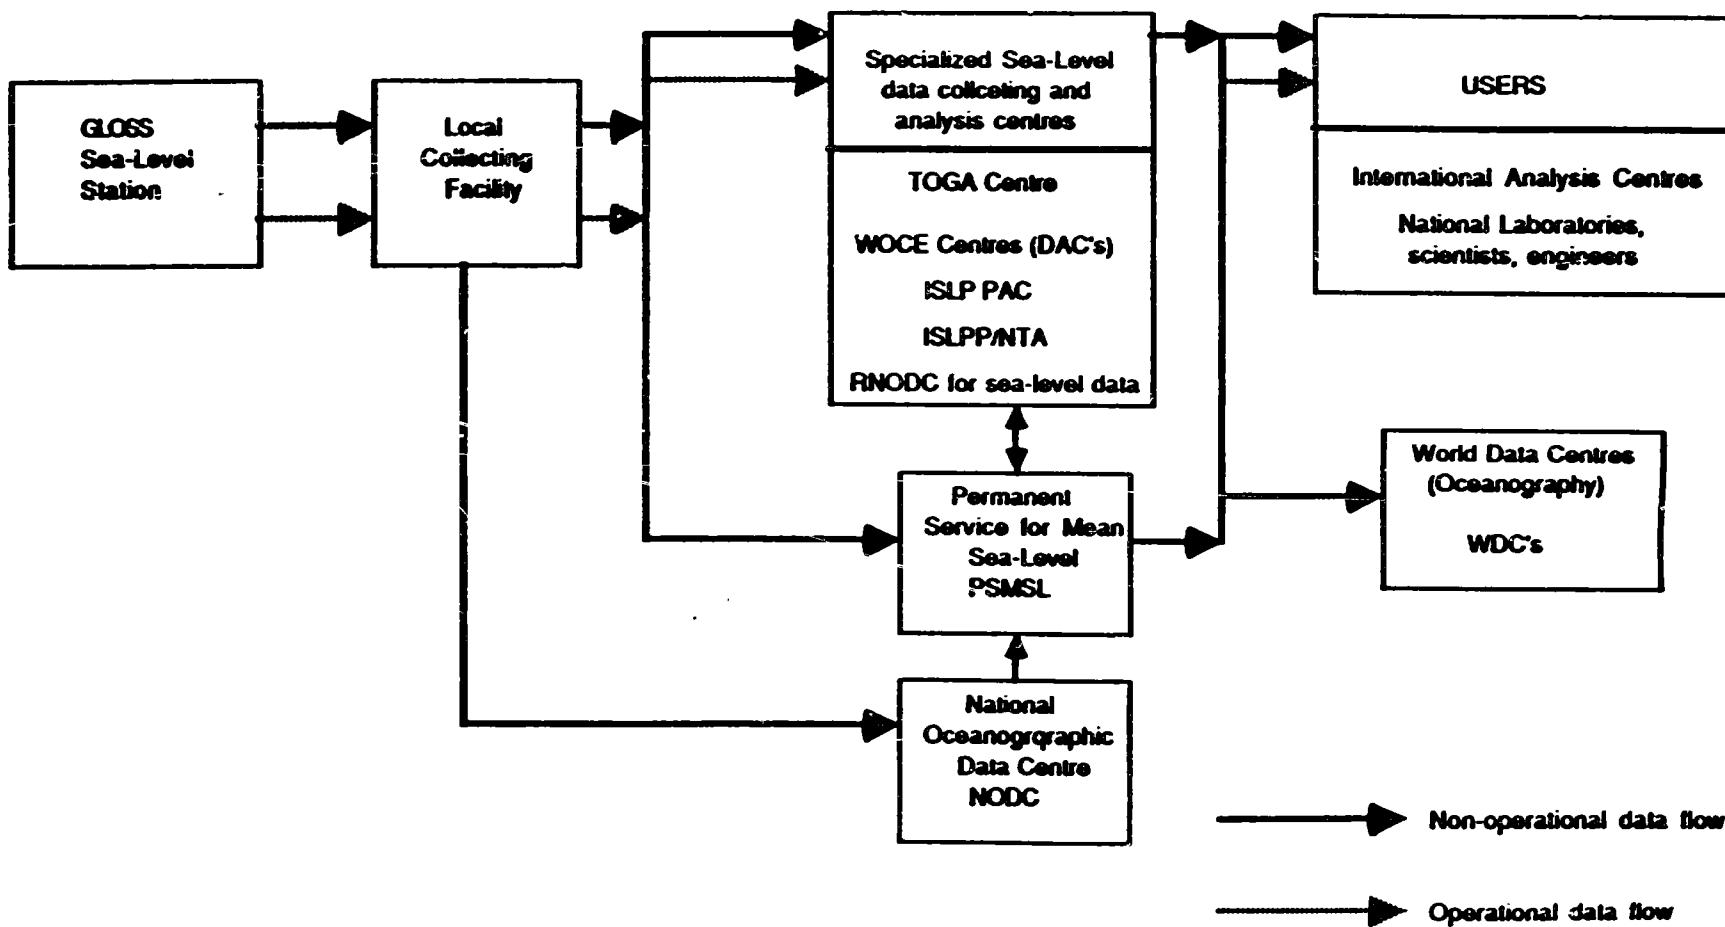 GLOSS
Sea-Level
Station
Local
Collecting
Facility
Specialized Sea-Level
data collceting and
analysis centres
TOGA Centre
WOCE Centres (DAC's)
ISLP PAC
ISLPP/NTA
RNODC for sea-level data
USERS
International Analysis Centres
National Laboratories,
scientists, engineers
Permanent
Service for Mean
Sea-Level
PSMSL
World Data Centres
(Oceanography)
WDC's
National
Oceanogrqraphic
Data Centre
NODC
Non-operational data flow
Operational data flow